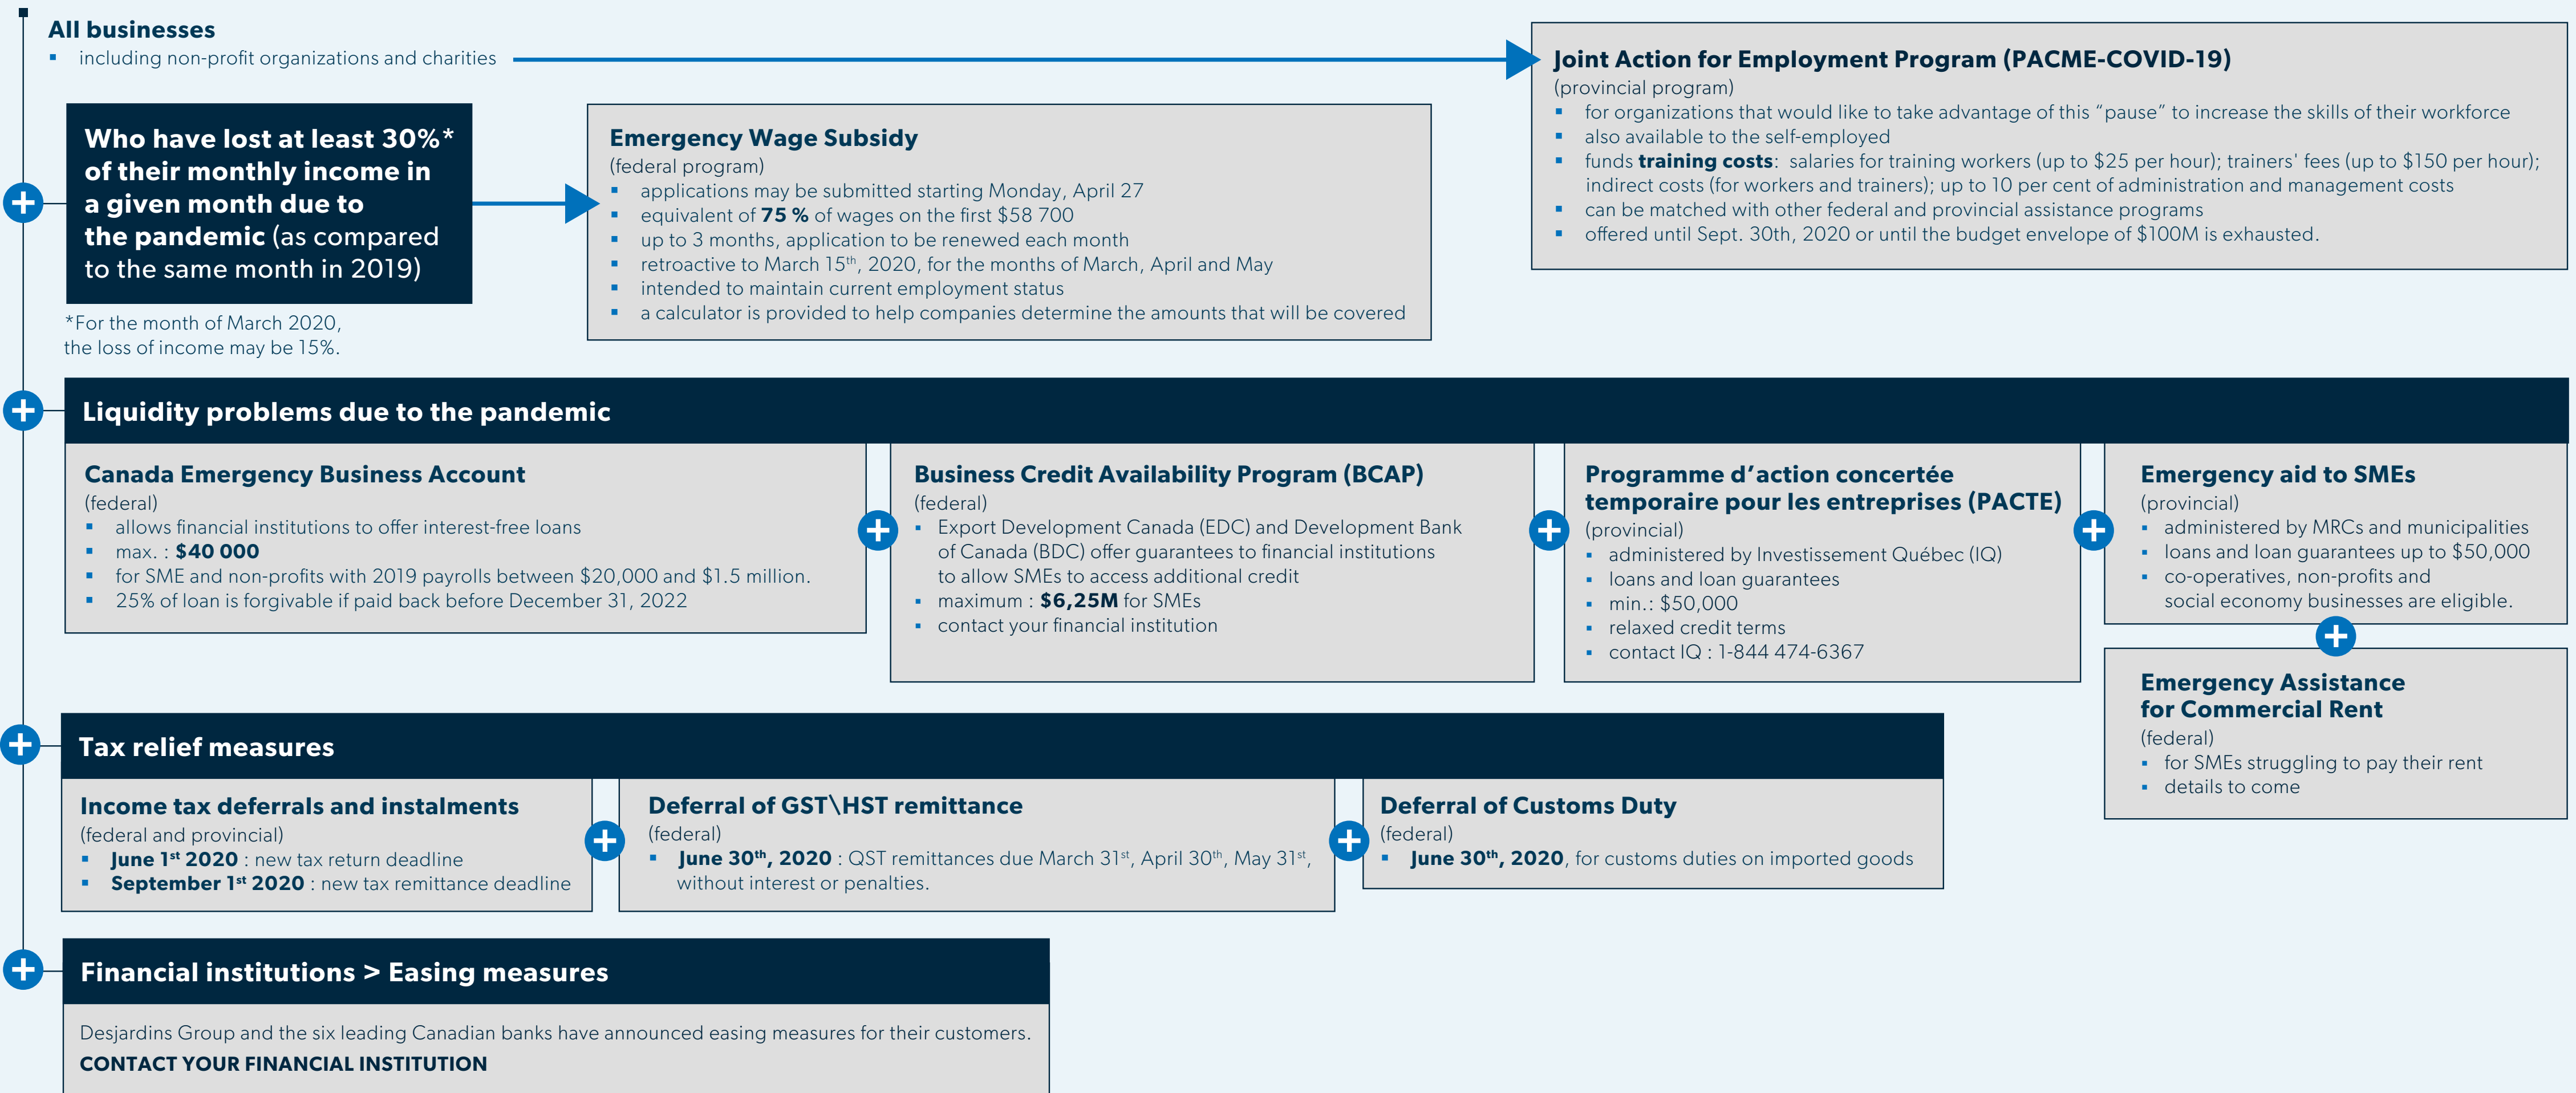 All businesses
▪ including non-profit organizations and charities
Joint Action for Employment Program (PACME-COVID-19)
(provincial program)
▪ for organizations that would like to take advantage of this “pause” to increase the skills of their workforce
▪ also available to the self-employed
▪ funds training costs: salaries for training workers (up to $25 per hour); trainers' fees (up to $150 per hour);
indirect costs (for workers and trainers); up to 10 per cent of administration and management costs
▪ can be matched with other federal and provincial assistance programs
▪ offered until Sept. 30th, 2020 or until the budget envelope of $100M is exhausted.
Who have lost at least 30%*
of their monthly income in
a given month due to
the pandemic (as compared
to the same month in 2019)
*For the month of March 2020,
the loss of income may be 15%.
Emergency Wage Subsidy
(federal program)
▪ applications may be submitted starting Monday, April 27
▪ equivalent of 75 % of wages on the first $58 700
▪ up to 3 months, application to be renewed each month
▪ retroactive to March 15th, 2020, for the months of March, April and May
▪ intended to maintain current employment status
▪ a calculator is provided to help companies determine the amounts that will be covered
Liquidity problems due to the pandemic
Canada Emergency Business Account
(federal)
▪ allows financial institutions to offer interest-free loans
▪ max. : $40 000
▪ for SME and non-profits with 2019 payrolls between $20,000 and $1.5 million.
▪ 25% of loan is forgivable if paid back before December 31, 2022
Business Credit Availability Program (BCAP)
(federal)
▪ Export Development Canada (EDC) and Development Bank
of Canada (BDC) offer guarantees to financial institutions
to allow SMEs to access additional credit
▪ maximum : $6,25M for SMEs
▪ contact your financial institution
Programme d’action concertée
temporaire pour les entreprises (PACTE)
(provincial)
▪ administered by Investissement Québec (IQ)
▪ loans and loan guarantees
▪ min.: $50,000
▪ relaxed credit terms
▪ contact IQ : 1-844 474-6367
Emergency aid to SMEs
(provincial)
▪ administered by MRCs and municipalities
▪ loans and loan guarantees up to $50,000
▪ co-operatives, non-profits and
social economy businesses are eligible.
Emergency Assistance
for Commercial Rent
(federal)
▪ for SMEs struggling to pay their rent
▪ details to come
Tax relief measures
Income tax deferrals and instalments
(federal and provincial)
▪ June 1st 2020 : new tax return deadline
▪ September 1st 2020 : new tax remittance deadline
Deferral of GST\HST remittance
(federal)
▪ June 30th, 2020 : QST remittances due March 31st, April 30th, May 31st,
without interest or penalties.
Deferral of Customs Duty
(federal)
▪ June 30th, 2020, for customs duties on imported goods
Financial institutions > Easing measures
Desjardins Group and the six leading Canadian banks have announced easing measures for their customers.
CONTACT YOUR FINANCIAL INSTITUTION